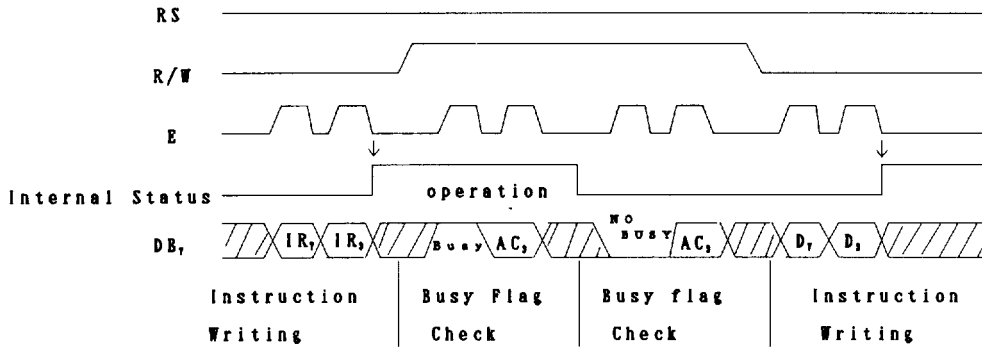 RS
R/W
E
Internal Status operation
DB₇ IR₇ IR₃ Busy AC₃ NO BUSY AC₃ D₇ D₃
Instruction Busy Flag Busy flag Instruction
Writing Check Check Writing